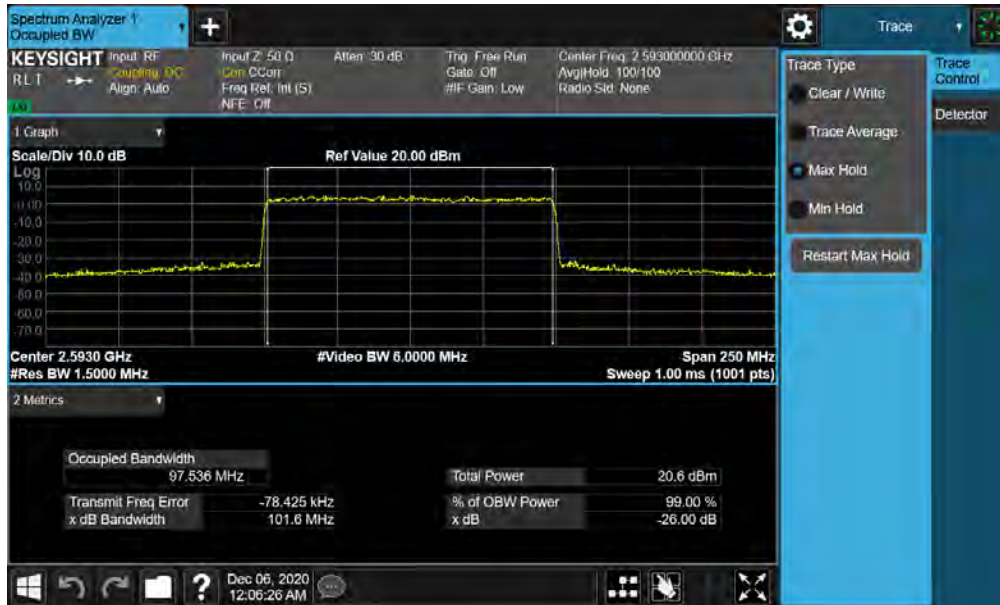 Spectrum Analyzer 1
Occupied BW
+
Trace
KEYSIGHT Input: RF Input Z: 50 Ω Atten: 30 dB Trig: Free Run Center Freq: 2.593000000 GHz
RLT Coupling: DC Corr CCorr Gate: Off Avg|Hold: 100/100
Align: Auto Freq Ref: Int (S) #IF Gain: Low Radio Std: None
NFE: Off
Trace Type
Clear / Write
Trace Average
Max Hold
Min Hold
Restart Max Hold
Trace
Control
Detector
1 Graph
Scale/Div 10.0 dB Ref Value 20.00 dBm
Log
10.0
0.00
-10.0
-20.0
-30.0
-40.0
-50.0
-60.0
-70.0
Center 2.5930 GHz #Video BW 6.0000 MHz Span 250 MHz
#Res BW 1.5000 MHz Sweep 1.00 ms (1001 pts)
2 Metrics
Occupied Bandwidth
97.536 MHz Total Power 20.6 dBm
Transmit Freq Error -78.425 kHz % of OBW Power 99.00 %
x dB Bandwidth 101.6 MHz x dB -26.00 dB
? Dec 06, 2020
12:06:26 AM